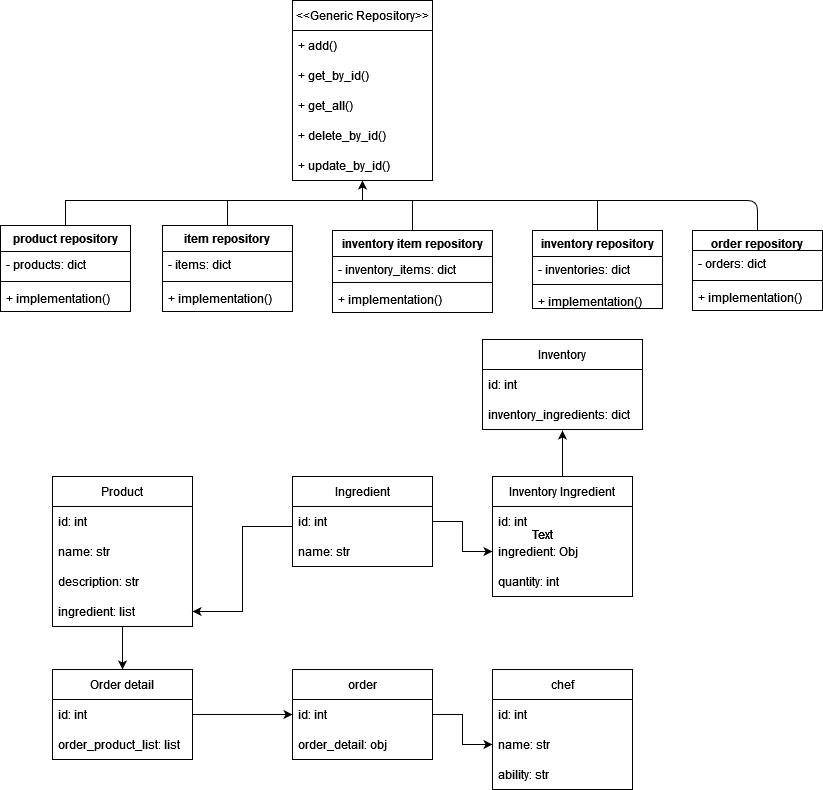 <<Generic Repository>>
+ add()
+ get_by_id()
+ get_all()
+ delete_by_id()
+ update_by_id()
product repository
- products: dict
+ implementation()
item repository
- items: dict
+ implementation()
inventory item repository
- inventory_items: dict
+ implementation()
inventory repository
- inventories: dict
+ implementation()
order repository
- orders: dict
+ implementation()
Inventory
id: int
inventory_ingredients: dict
Product
id: int
name: str
description: str
ingredient: list
Ingredient
id: int
name: str
Inventory Ingredient
id: int
Text
ingredient: Obj
quantity: int
Order detail
id: int
order_product_list: list
order
id: int
order_detail: obj
chef
id: int
name: str
ability: str